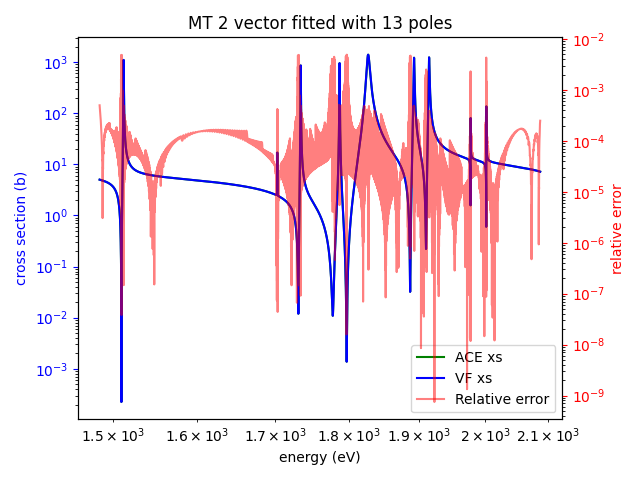 MT 2 vector fitted with 13 poles
cross section (b)
10³
10²
10¹
10⁰
10⁻¹
10⁻²
10⁻³
10⁻²
10⁻³
10⁻⁴
10⁻⁵
10⁻⁶
10⁻⁷
10⁻⁸
10⁻⁹
relative error
ACE xs
VF xs
Relative error
1.5 × 10³ 1.6 × 10³ 1.7 × 10³ 1.8 × 10³ 1.9 × 10³ 2 × 10³ 2.1 × 10³
energy (eV)